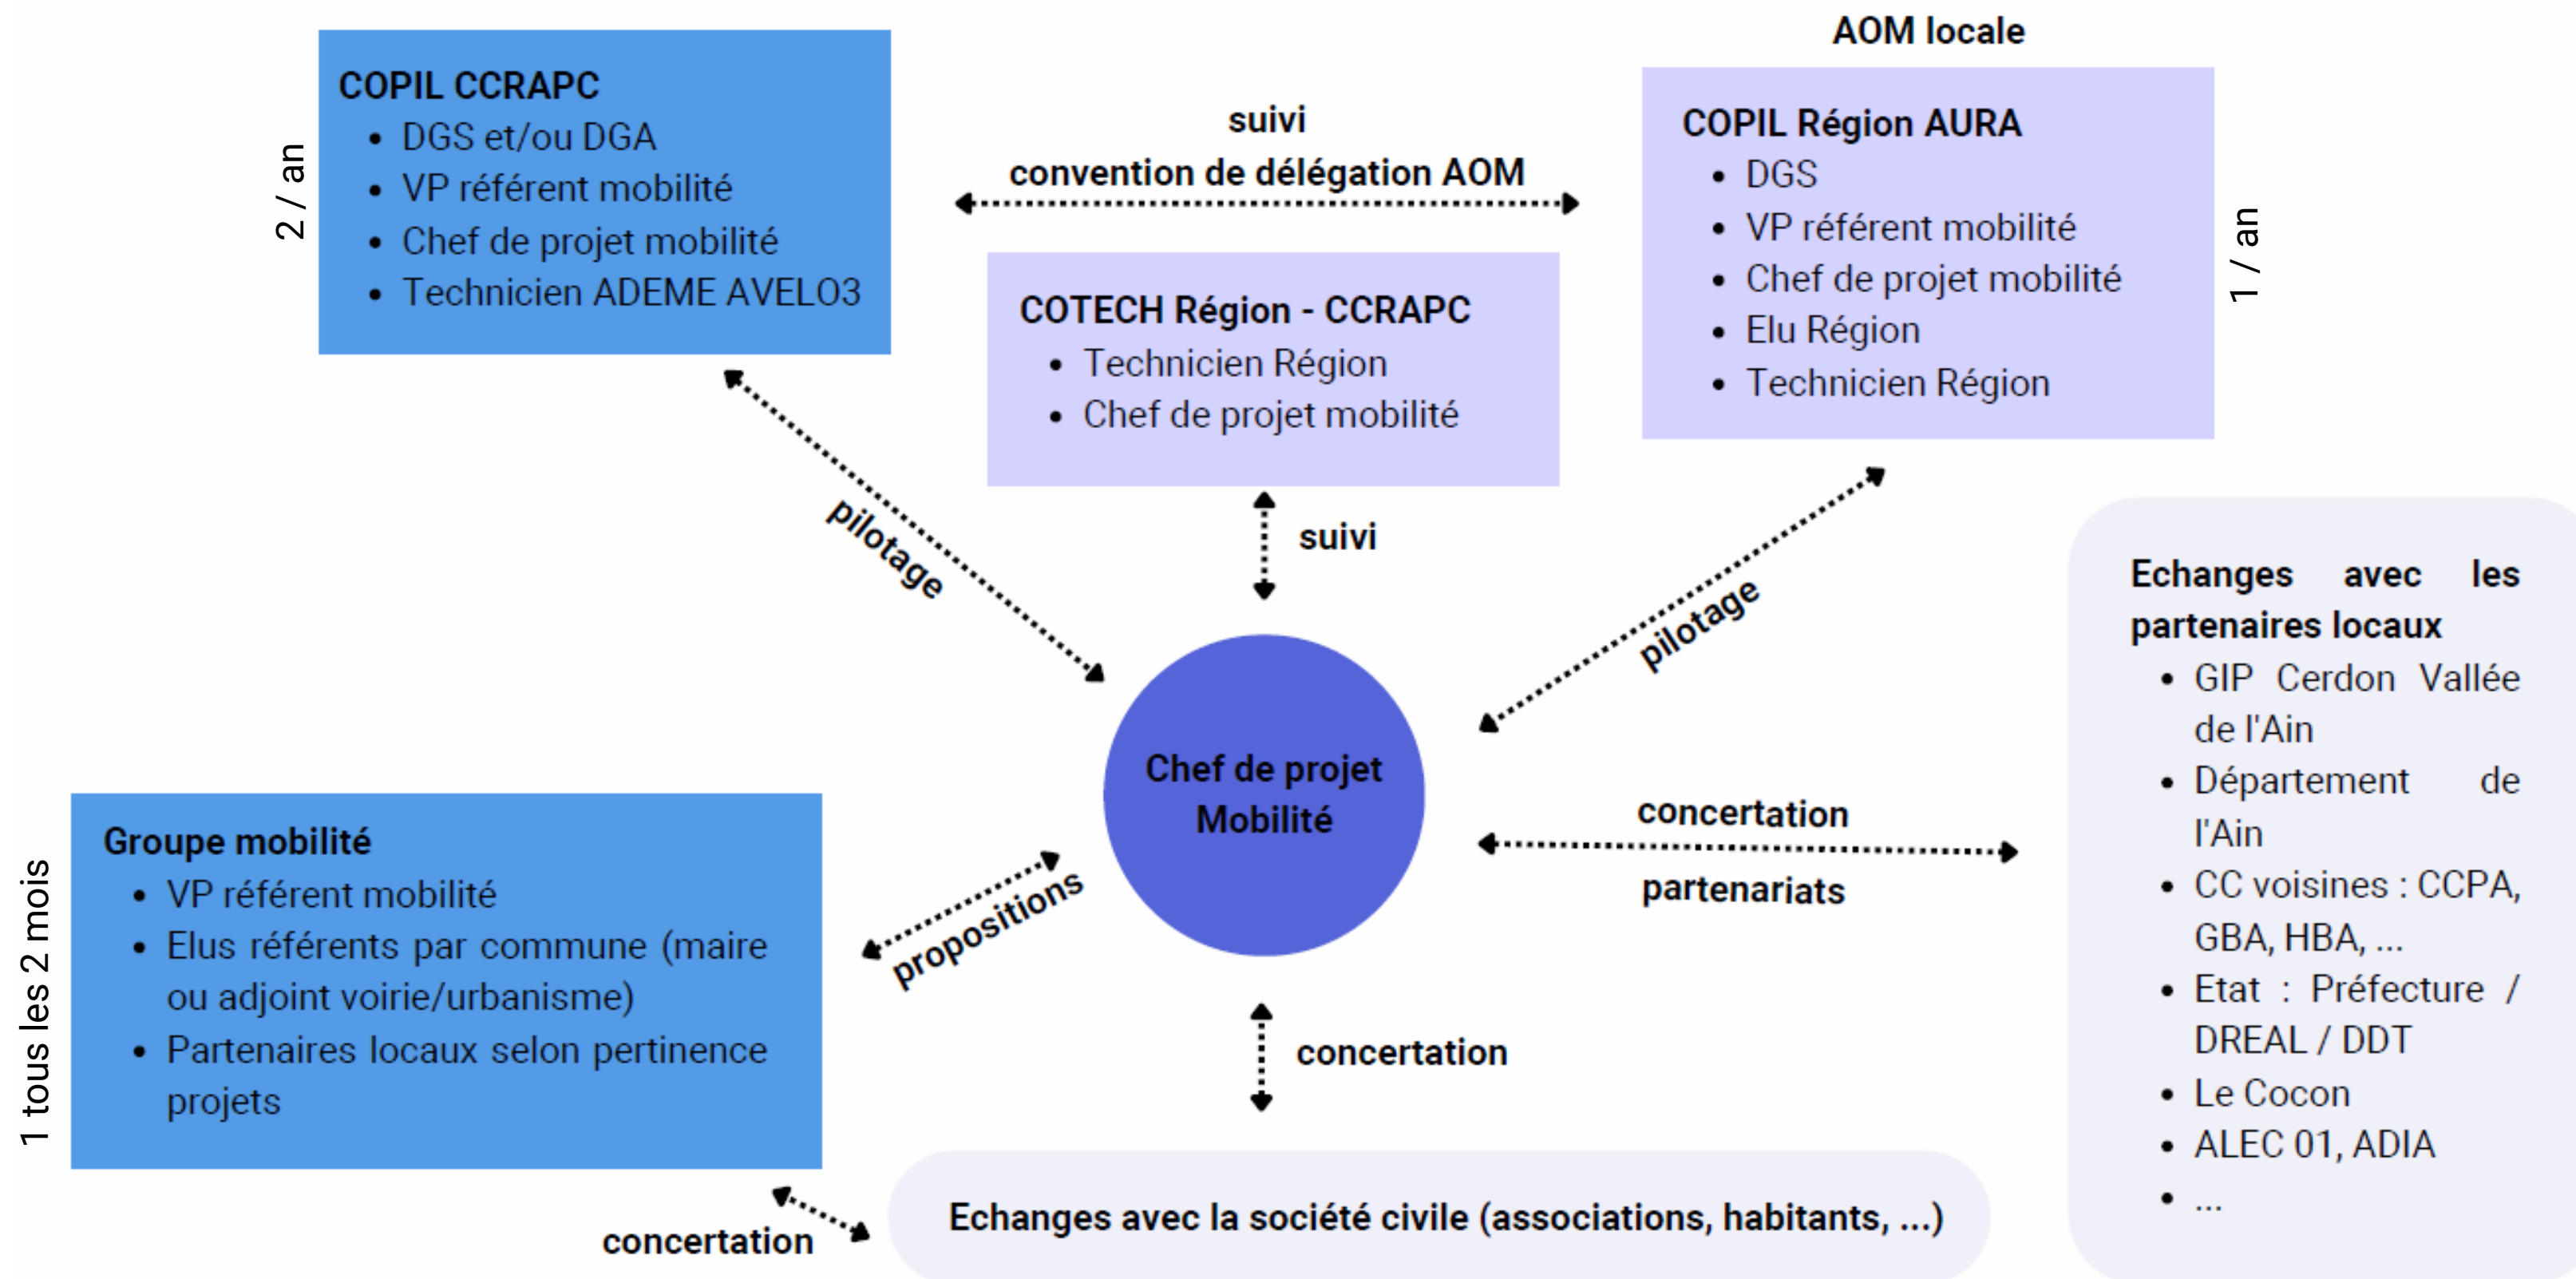 COPIL CCRAPC
DGS et/ou DGA
VP référent mobilité
Chef de projet mobilité
Technicien ADEME AVELO3
2 / an
suivi
convention de délégation AOM
AOM locale
COPIL Région AURA
DGS
VP référent mobilité
Chef de projet mobilité
Elu Région
Technicien Région
1 / an
COTECH Région - CCRAPC
Technicien Région
Chef de projet mobilité
pilotage
suivi
pilotage
Chef de projet
Mobilité
Echanges avec les
partenaires locaux
GIP Cerdon Vallée
de l'Ain
Département de
l'Ain
CC voisines : CCPA,
GBA, HBA, ...
Etat : Préfecture /
DREAL / DDT
Le Cocon
ALEC 01, ADIA
...
concertation
partenariats
Groupe mobilité
VP référent mobilité
Elus référents par commune (maire
ou adjoint voirie/urbanisme)
Partenaires locaux selon pertinence
projets
1 tous les 2 mois
propositions
concertation
concertation
Echanges avec la société civile (associations, habitants, ...)